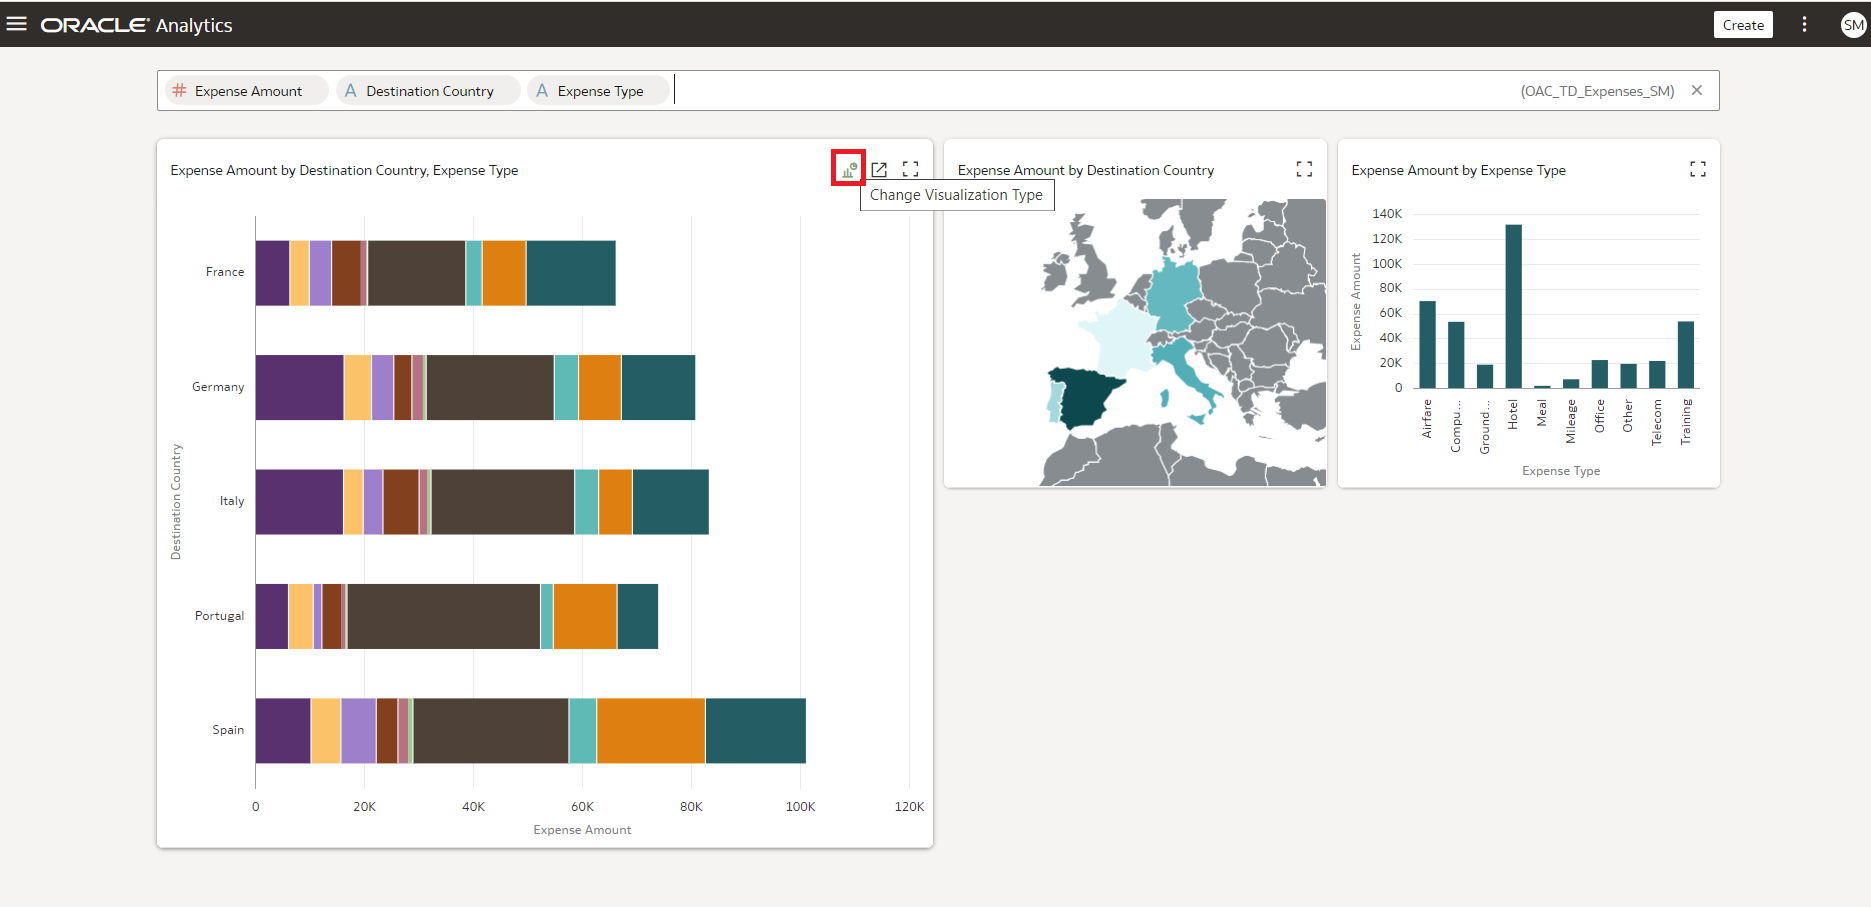 ORACLE Analytics
Create
SM
# Expense Amount
A Destination Country
A Expense Type
(OAC_TD_Expenses_SM)
Expense Amount by Destination Country, Expense Type
Change Visualization Type
France
Germany
Italy
Portugal
Spain
Destination Country
0 20K 40K 60K 80K 100K 120K
Expense Amount
Expense Amount by Destination Country
Expense Amount by Expense Type
140K
120K
100K
80K
60K
40K
20K
0
Expense Amount
Airfare
Compu...
Ground...
Hotel
Meal
Mileage
Office
Other
Telecom
Training
Expense Type